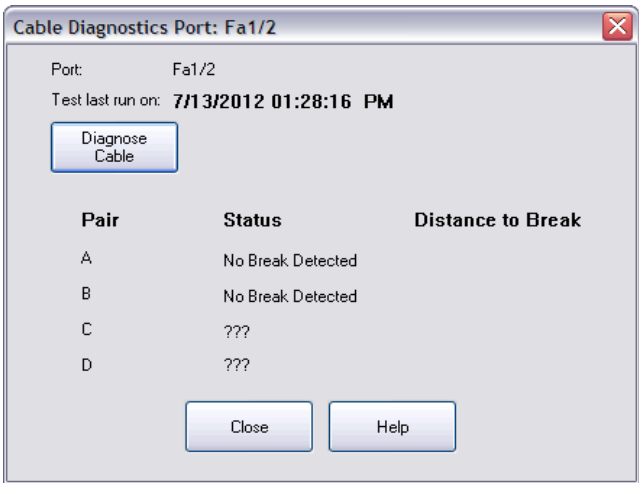 Cable Diagnostics Port: Fa1/2
Port: Fa1/2
Test last run on: 7/13/2012 01:28:16 PM
Diagnose
Cable
Pair Status Distance to Break
A No Break Detected
B No Break Detected
C ???
D ???
Close Help